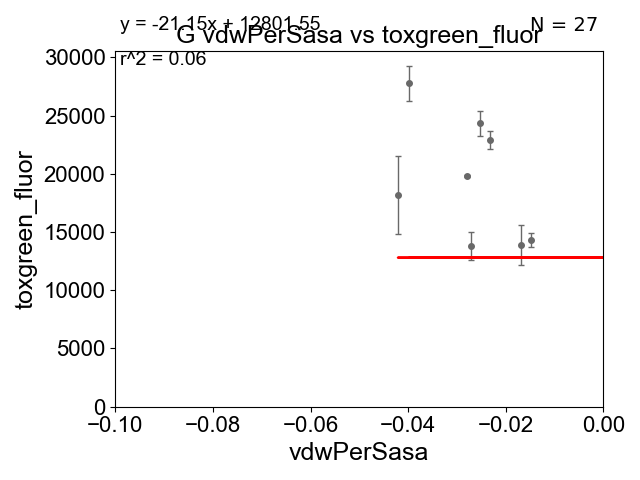 y = -21.15x + 12801.55
N = 27
G vdwPerSasa vs toxgreen_fluor
r^2 = 0.06
30000
25000
20000
15000
10000
5000
0
toxgreen_fluor
−0.10 −0.08 −0.06 −0.04 −0.02 0.00
vdwPerSasa